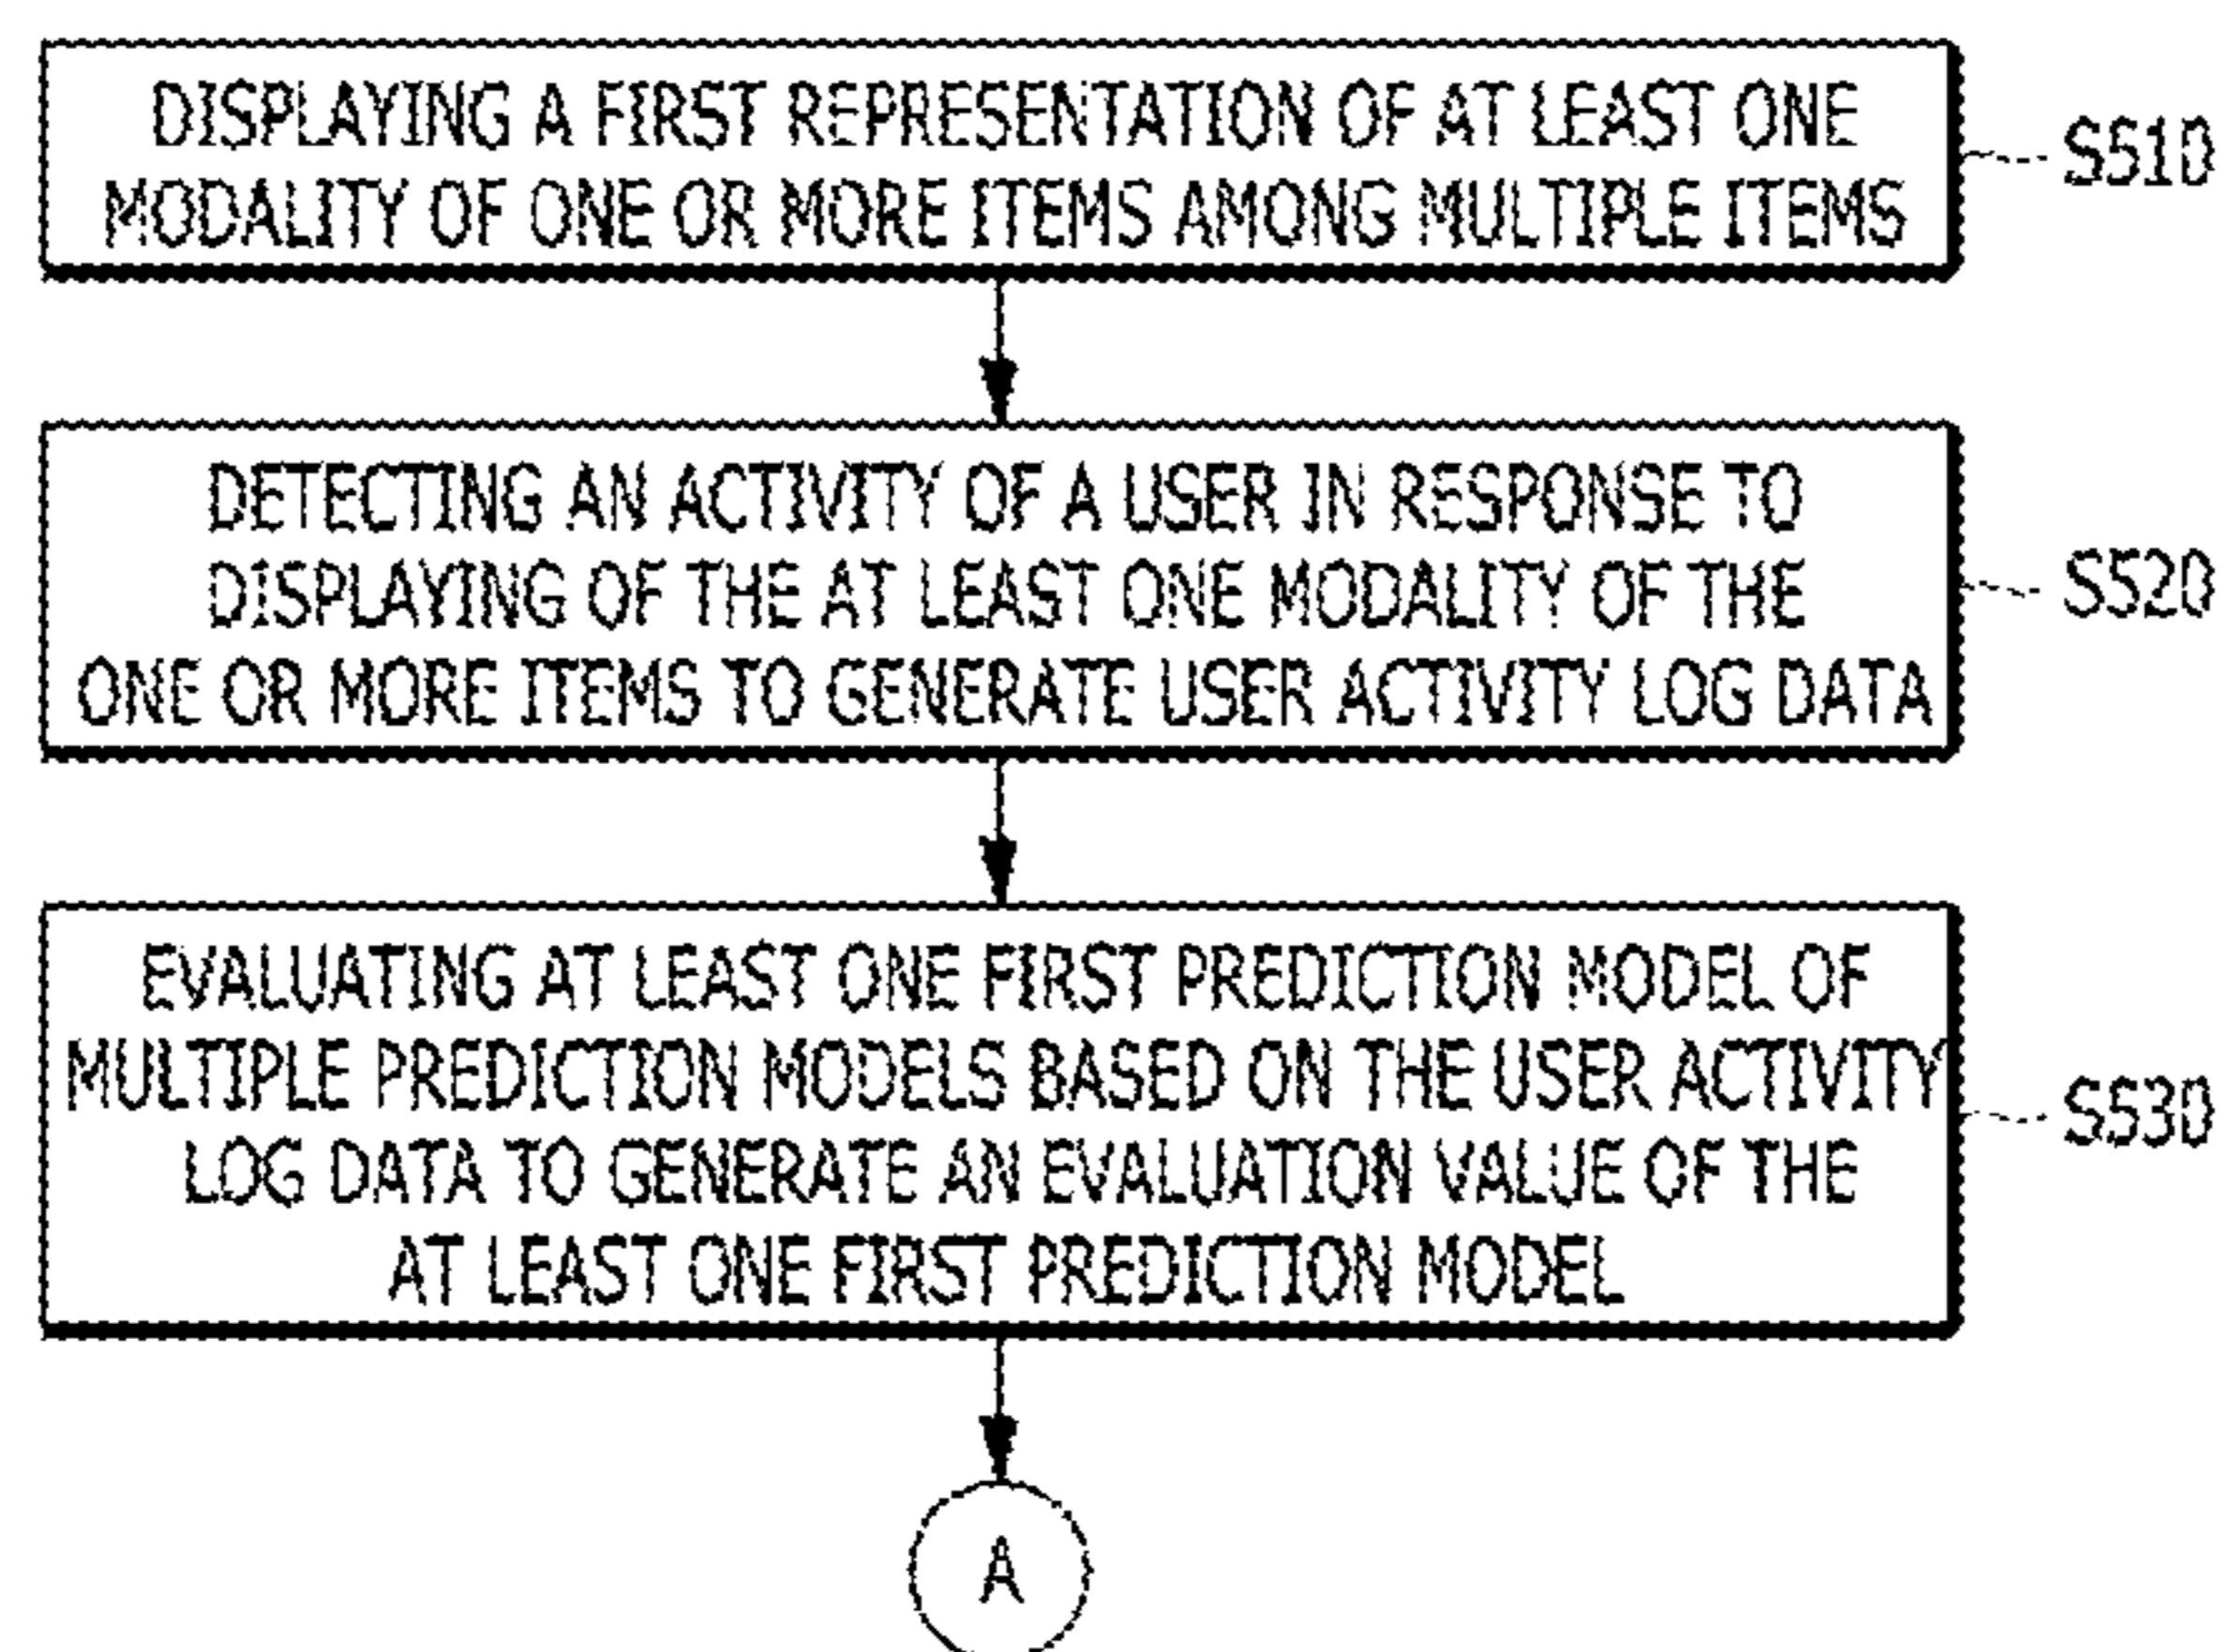 DISPLAYING A FIRST REPRESENTATION OF AT LEAST ONE
MODALITY OF ONE OR MORE ITEMS AMONG MULTIPLE ITEMS
S510
DETECTING AN ACTIVITY OF A USER IN RESPONSE TO
DISPLAYING OF THE AT LEAST ONE MODALITY OF THE
ONE OR MORE ITEMS TO GENERATE USER ACTIVITY LOG DATA
S520
EVALUATING AT LEAST ONE FIRST PREDICTION MODEL OF
MULTIPLE PREDICTION MODELS BASED ON THE USER ACTIVITY
LOG DATA TO GENERATE AN EVALUATION VALUE OF THE
AT LEAST ONE FIRST PREDICTION MODEL
S530
A